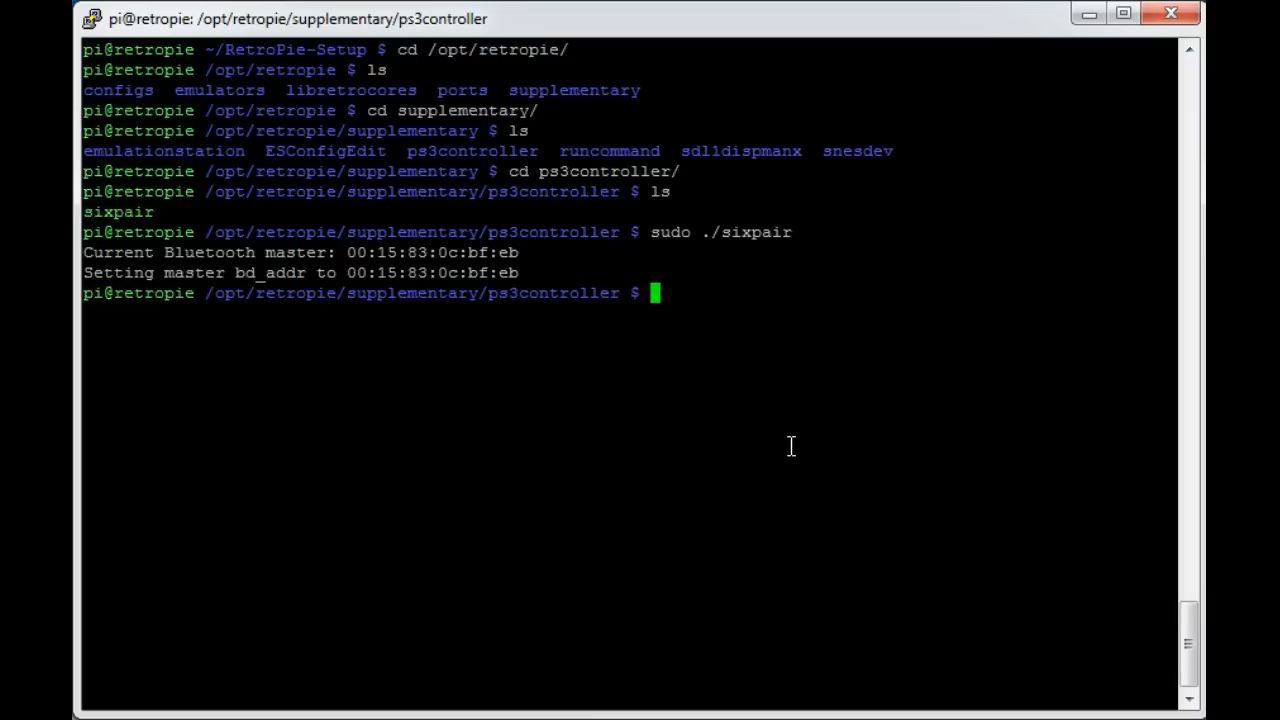 pi@retropie: /opt/retropie/supplementary/ps3controller
pi@retropie ~/RetroPie-Setup $ cd /opt/retropie/
pi@retropie /opt/retropie $ ls
configs emulators libretrocores ports supplementary
pi@retropie /opt/retropie $ cd supplementary/
pi@retropie /opt/retropie/supplementary $ ls
emulationstation ESConfigEdit ps3controller runcommand sdl1dispmanx snesdev
pi@retropie /opt/retropie/supplementary $ cd ps3controller/
pi@retropie /opt/retropie/supplementary/ps3controller $ ls
sixpair
pi@retropie /opt/retropie/supplementary/ps3controller $ sudo ./sixpair
Current Bluetooth master: 00:15:83:0c:bf:eb
Setting master bd_addr to 00:15:83:0c:bf:eb
pi@retropie /opt/retropie/supplementary/ps3controller $